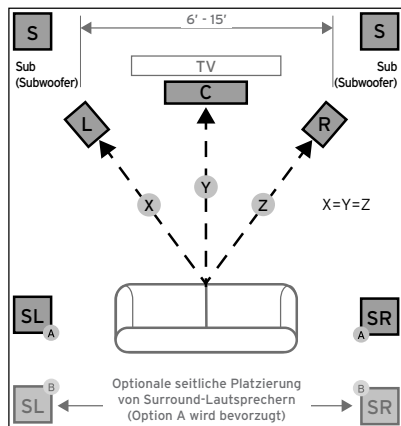 S
6' - 15'
S
Sub
(Subwoofer)
TV
Sub
(Subwoofer)
C
L
R
Y
X
Z
X=Y=Z
SL
A
SR
A
B
SL
Optionale seitliche Platzierung
von Surround-Lautsprechern
(Option A wird bevorzugt)
B
SR